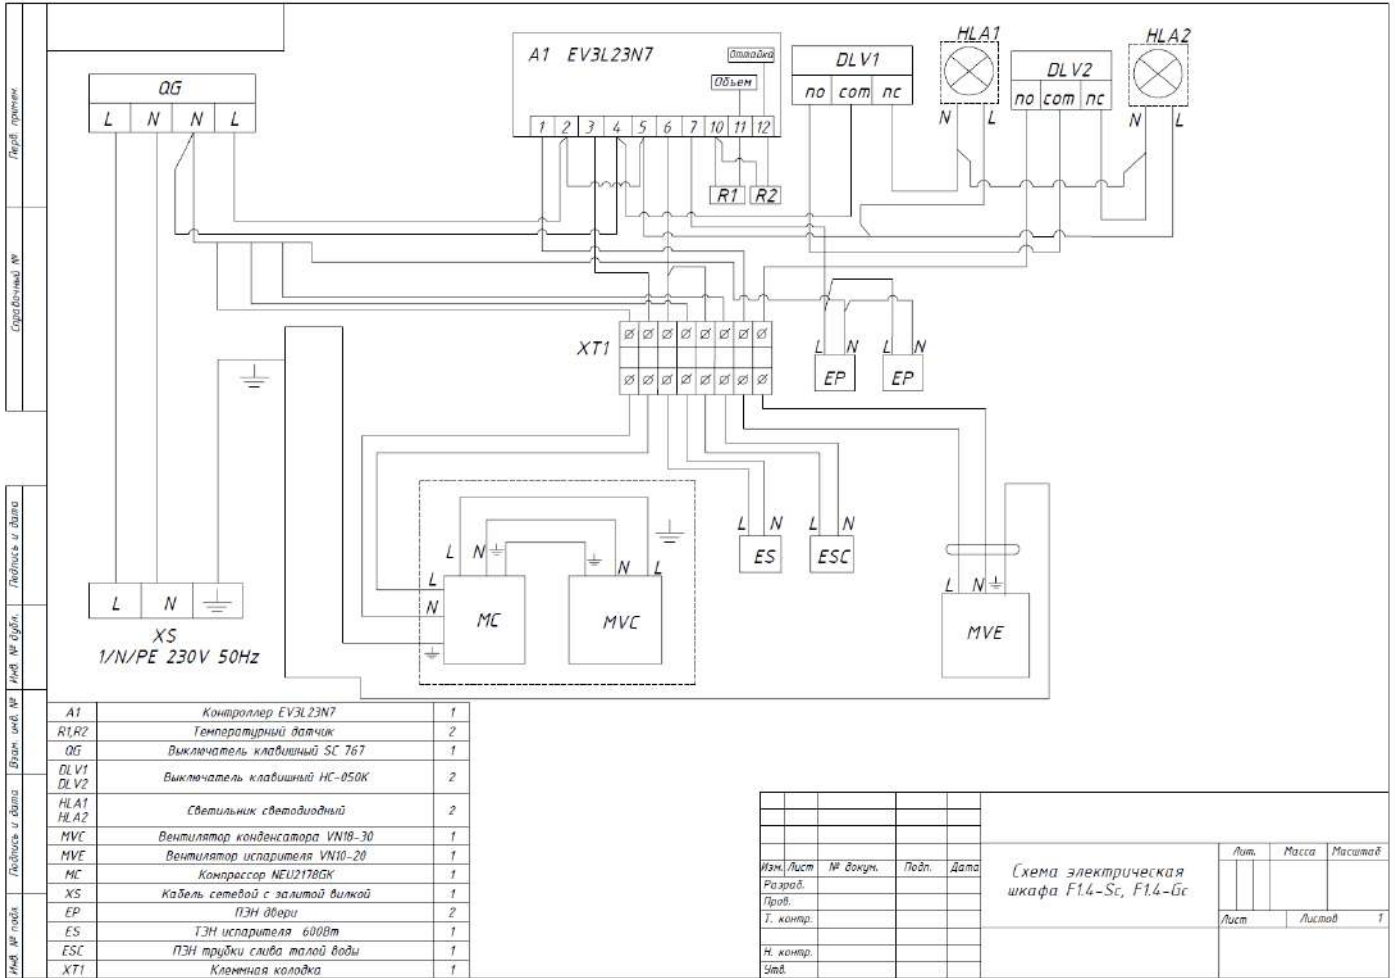 Перв. примен.
Справочный №
Подпись и дата
Инв. № дубл.
Взам. инв. №
Подпись и дата
Инв. № подл
QG
L N N L
A1 EV3L23N7
Оттайка
Объем
1 2 3 4 5 6 7 10 11 12
R1 R2
DLV1
no com nc
HLA1
N L
DLV2
no com nc
HLA2
N L
XT1
L N
EP
L N
EP
L N
XS
1/N/PE 230V 50Hz
L N
L
N
MC
N L
MVC
L N
ES
L N
ESC
L N
MVE
A1 Контроллер EV3L23N7 1
R1,R2 Температурный датчик 2
QG Выключатель клавишный SC 767 1
DLV1
DLV2
Выключатель клавишный HC-050K 2
HLA1
HLA2
Светильник светодиодный 2
MVC Вентилятор конденсатора VN18-30 1
MVE Вентилятор испарителя VN10-20 1
MC Компрессор NEU2178GK 1
XS Кабель сетевой с залитой вилкой 1
EP ПЭН двери 2
ES ТЭН испарителя 600Вт 1
ESC ПЭН трубки слива талой воды 1
XT1 Клеммная колодка 1
Изм. Лист № докум. Подп. Дата
Разраб.
Пров.
Т. контр.
Н. контр.
Утв.
Схема электрическая
шкафа F1.4-Sc, F1.4-Gc
Лит. Масса Масштаб
Лист Листов 1